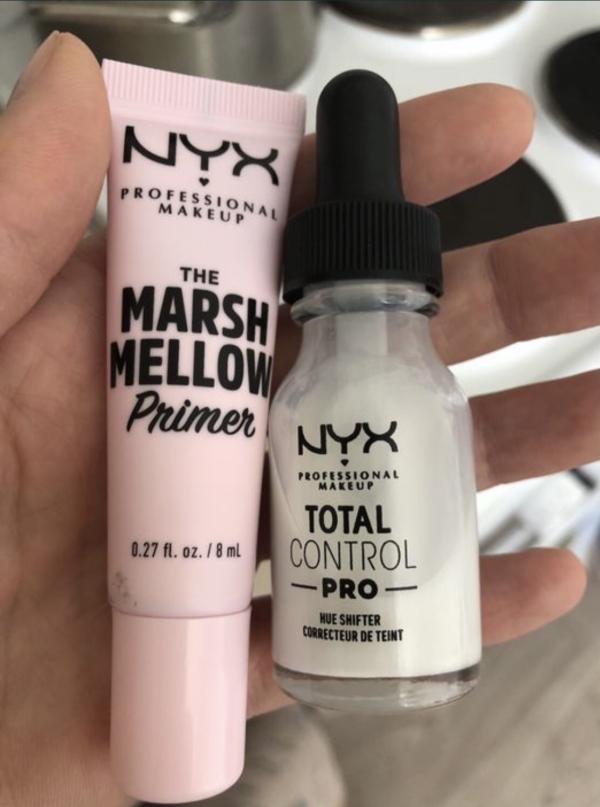 NYX
PROFESSIONAL
MAKEUP
THE
MARSH
MELLOW
Primer
0.27 fl. oz. / 8 mL
NYX
PROFESSIONAL
MAKEUP
TOTAL
CONTROL
PRO
HUE SHIFTER
CORRECTEUR DE TEINT